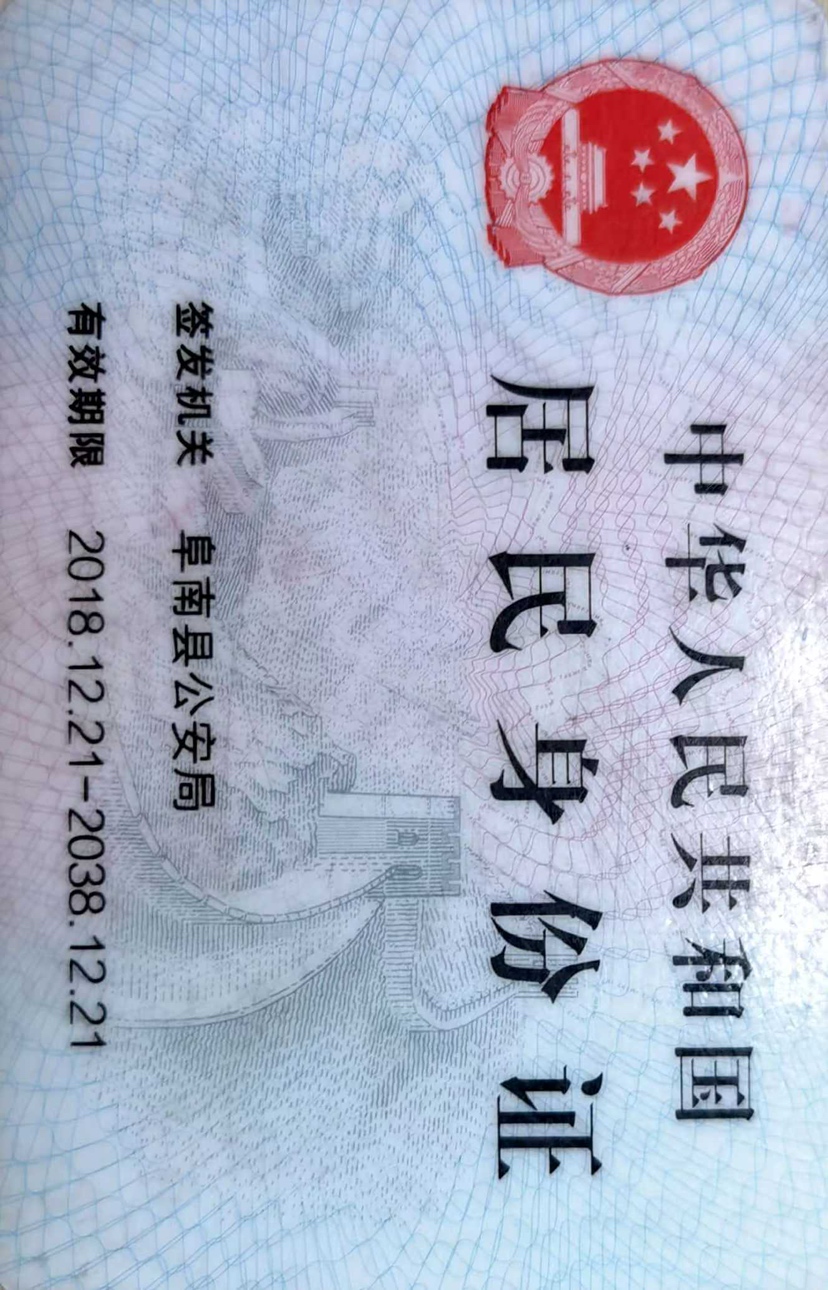 中华人民共和国
居民身份证
签发机关 阜南县公安局
有效期限 2018.12.21-2038.12.21